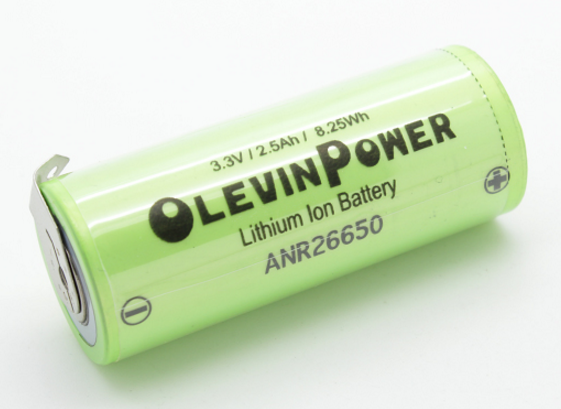 3.3V / 2.5Ah / 8.25Wh
OLEVINPOWER
Lithium Ion Battery
ANR26650